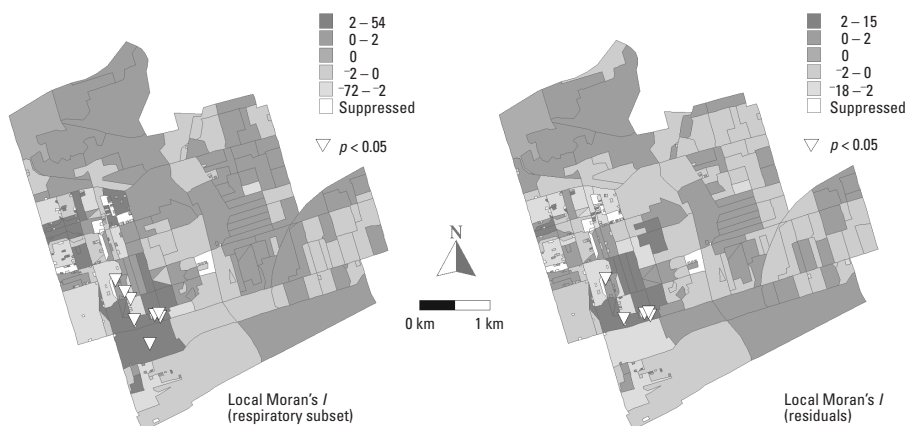 2 – 54
0 – 2
0
⁻2 – 0
⁻72 – ⁻2
Suppressed
p < 0.05
Local Moran's I
(respiratory subset)
N
0 km 1 km
2 – 15
0 – 2
0
⁻2 – 0
⁻18 – ⁻2
Suppressed
p < 0.05
Local Moran's I
(residuals)